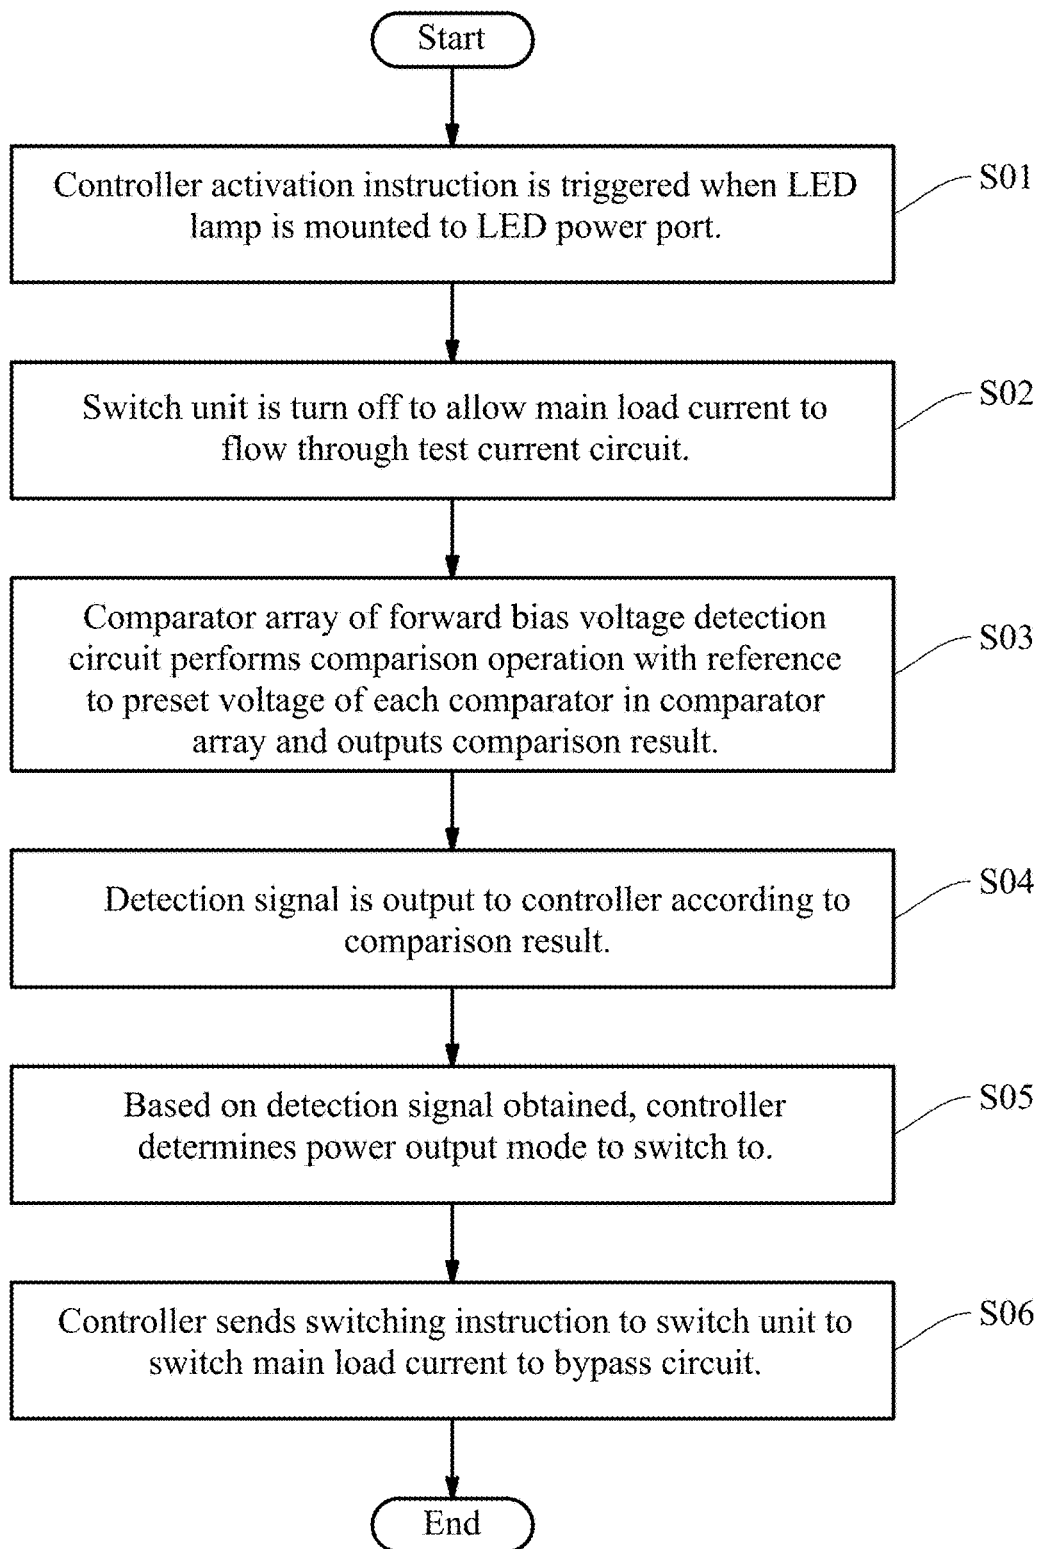 Start
Controller activation instruction is triggered when LED
lamp is mounted to LED power port.
S01
Switch unit is turn off to allow main load current to
flow through test current circuit.
S02
Comparator array of forward bias voltage detection
circuit performs comparison operation with reference
to preset voltage of each comparator in comparator
array and outputs comparison result.
S03
Detection signal is output to controller according to
comparison result.
S04
Based on detection signal obtained, controller
determines power output mode to switch to.
S05
Controller sends switching instruction to switch unit to
switch main load current to bypass circuit.
S06
End